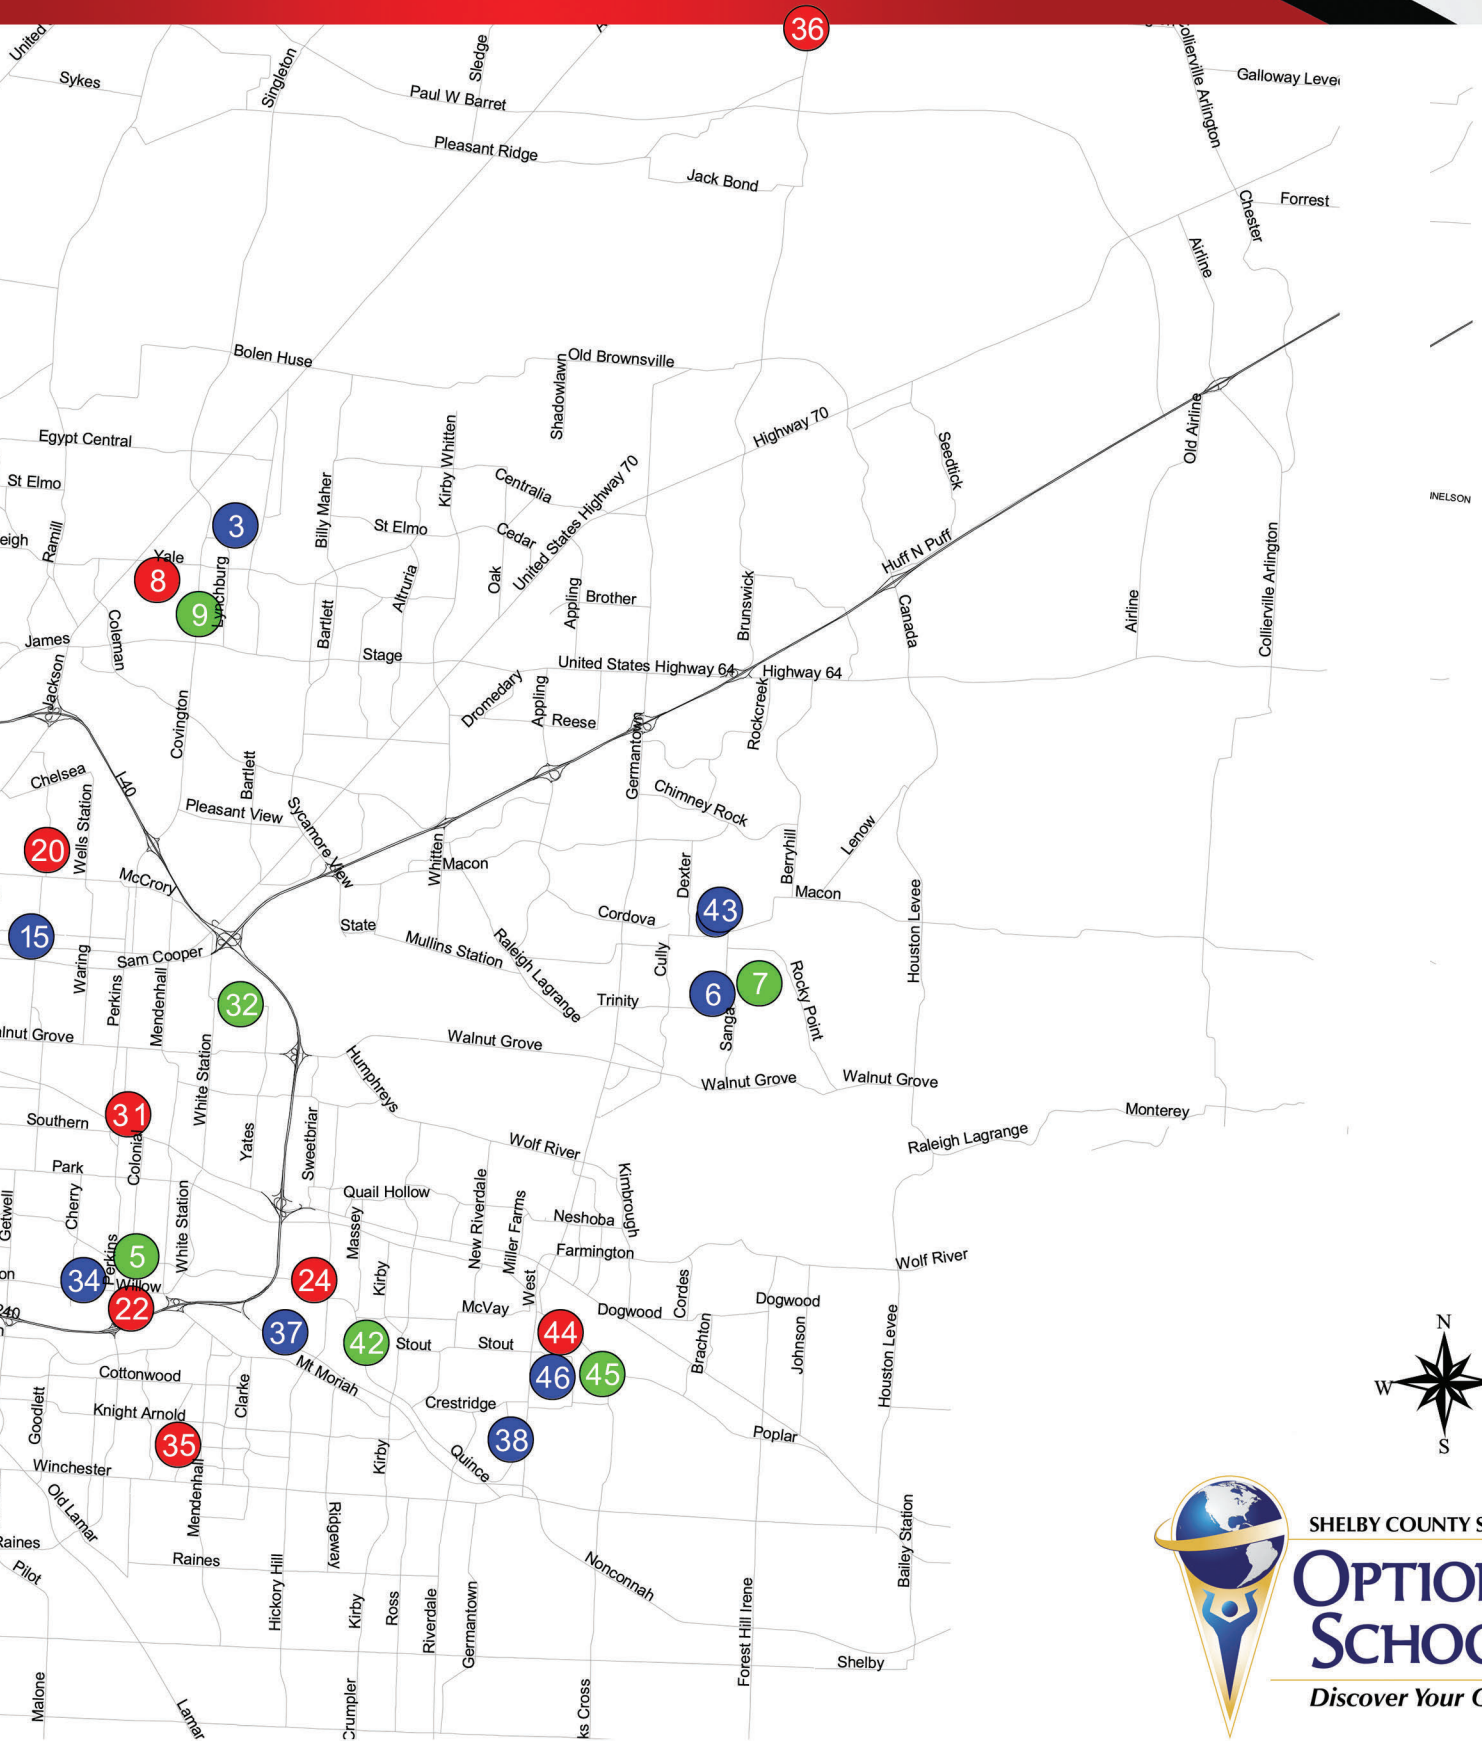 36
United
Sykes
Singleton
Sledge
Paul W Barret
Pleasant Ridge
Jack Bond
Collierville Arlington
Galloway
Forrest
Chester
Airline
Bolen Huse
Old Brownsville
Shadowlawn
Highway 70
Egypt Central
St Elmo
Ramill
3
Yale
8
9
Lynchburg
Billy Maher
Kirby Whitten
Centralia
St Elmo
Cedar
United States Highway 70
Oak
Altruria
Appling
Brother
Brunswick
Seedtick
Huff N Puff
Canada
Old Airline
Airline
Collierville Arlington
James
Coleman
Jackson
Bartlett
Stage
United States Highway 64
Highway 64
Dromedary
Appling
Reese
Rockcreek
Germantown
Covington
Chelsea
I-40
Bartlett
Pleasant View
Sycamore View
Chimney Rock
Wells Station
20
McCrory
Whitten
Macon
Dexter
Berryhill
Lenow
Macon
Houston Levee
15
State
Cordova
43
Sam Cooper
Mullins Station
Raleigh Lagrange
Cully
Waring
Perkins
Mendenhall
32
Trinity
6
7
Sanga
Rocky Point
Walnut Grove
Walnut Grove
Walnut Grove
White Station
Humphreys
31
Southern
Colonial
Yates
Sweetbriar
Wolf River
Raleigh Lagrange
Monterey
Park
Cherry
Getwell
White Station
Quail Hollow
Massey
New Riverdale
Miller Farms
Kimbrough
Neshoba
Farmington
Wolf River
5
34
Perkins
Willow
22
24
Kirby
West
McVay
Dogwood
Cordes
Dogwood
37
42
Stout
Stout
44
46
45
Brachton
Johnson
Houston Levee
N
W
S
Mt Moriah
Cottonwood
Clarke
Crestridge
38
Goodlett
Knight Arnold
35
Kirby
Quince
Poplar
Winchester
Mendenhall
Old Lamar
Ridgeway
Raines
Raines
Pilot
Hickory Hill
Kirby
Ross
Riverdale
Germantown
Nonconnah
Forest Hill Irene
Bailey Station
Shelby
Malone
Lamar
Crumpler
Cross
SHELBY COUNTY
SCHOO
Discover Your